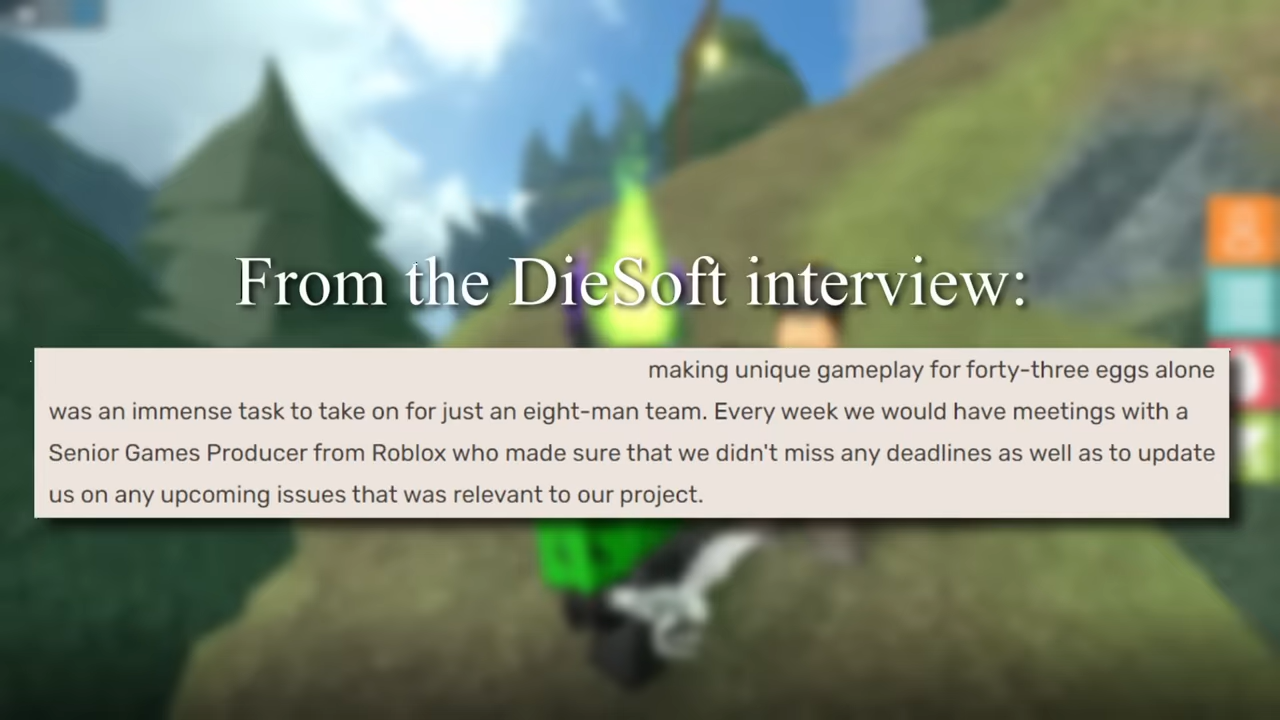 From the DieSoft interview:
making unique gameplay for forty-three eggs alone
was an immense task to take on for just an eight-man team. Every week we would have meetings with a
Senior Games Producer from Roblox who made sure that we didn't miss any deadlines as well as to update
us on any upcoming issues that was relevant to our project.